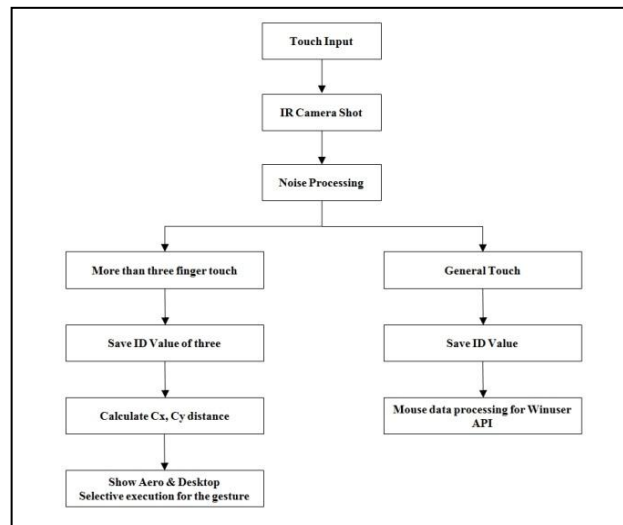 Touch Input
IR Camera Shot
Noise Processing
More than three finger touch
General Touch
Save ID Value of three
Save ID Value
Calculate Cx, Cy distance
Mouse data processing for Winuser
API
Show Aero & Desktop
Selective execution for the gesture